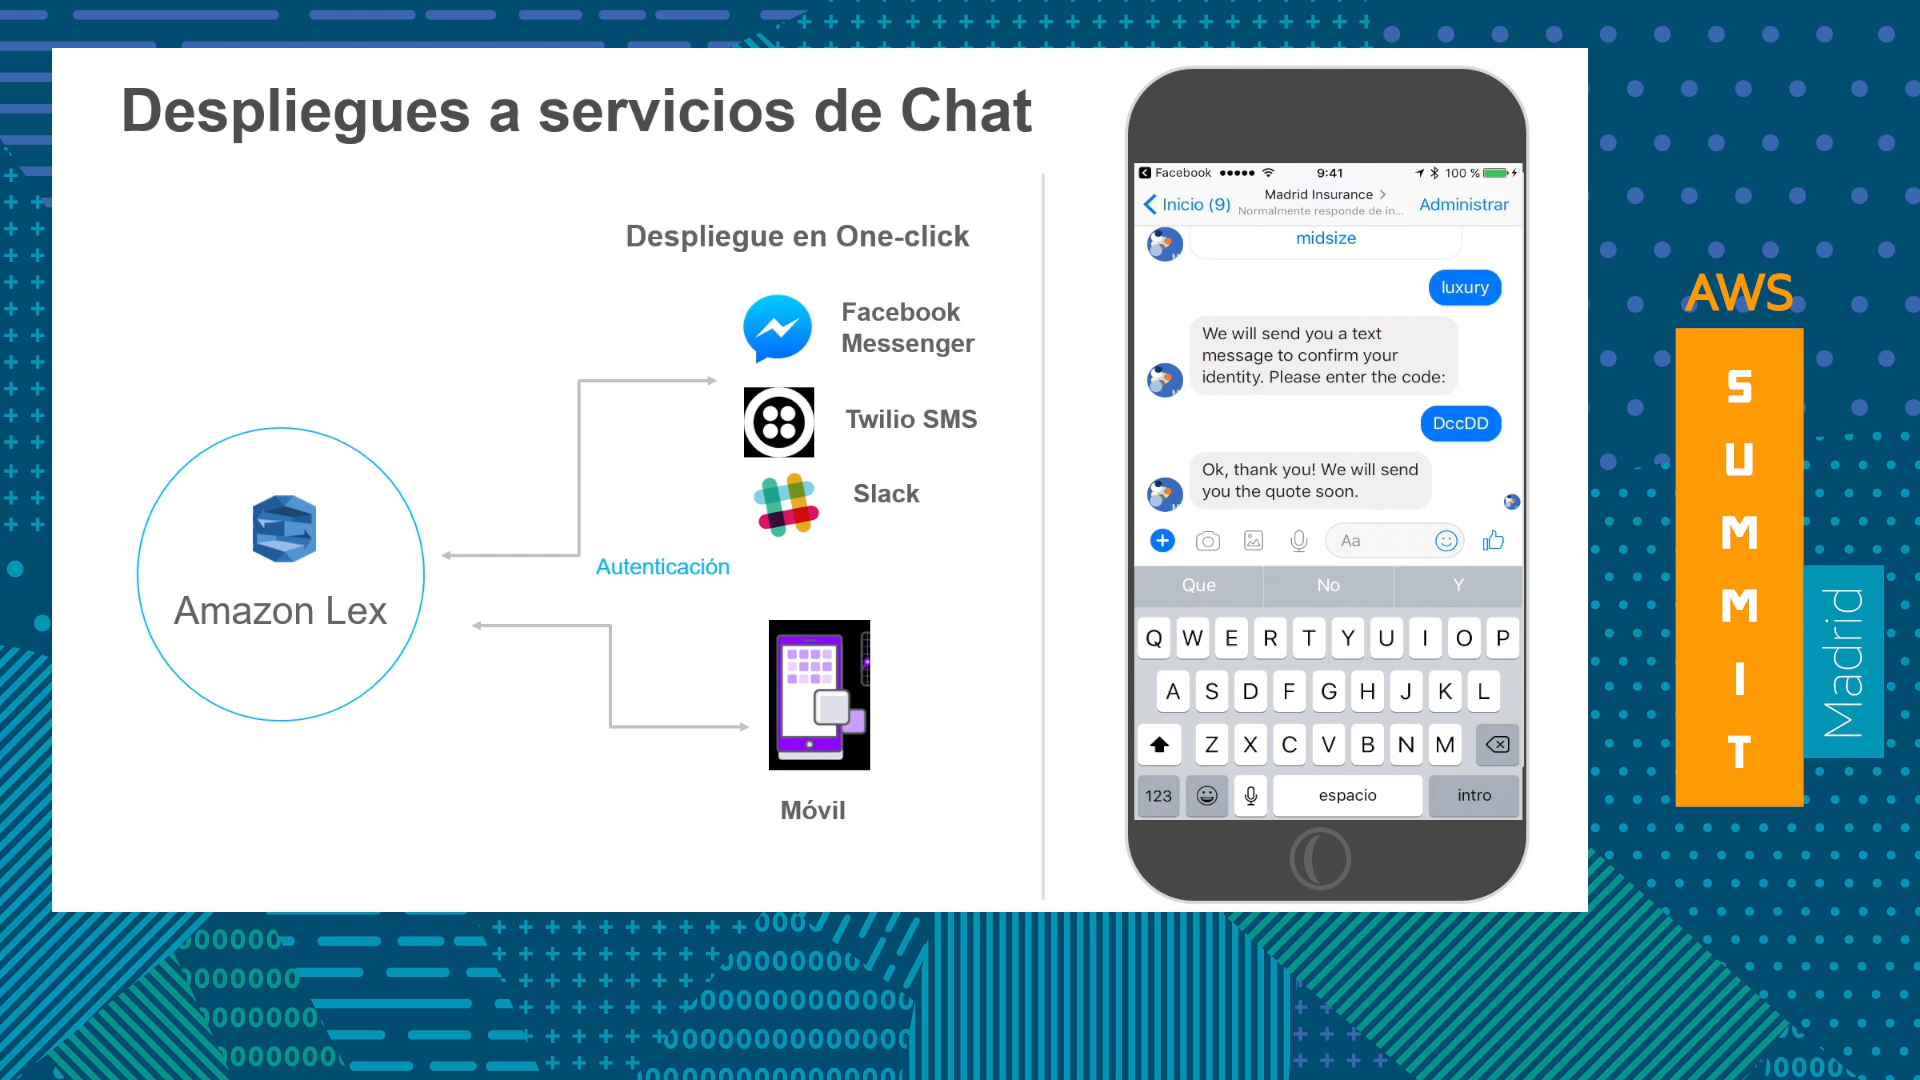 Despliegues a servicios de Chat
Despliegue en One-click
Facebook
Messenger
Twilio SMS
Slack
Autenticación
Amazon Lex
Móvil
Facebook 9:41 100 %
Inicio (9) Madrid Insurance Administrar
Normalmente responde de in...
midsize
luxury
We will send you a text
message to confirm your
identity. Please enter the code:
DccDD
Ok, thank you! We will send
you the quote soon.
Aa
Que No Y
Q W E R T Y U I O P
A S D F G H J K L
Z X C V B N M
123 espacio intro
AWS
SUMMIT
Madrid